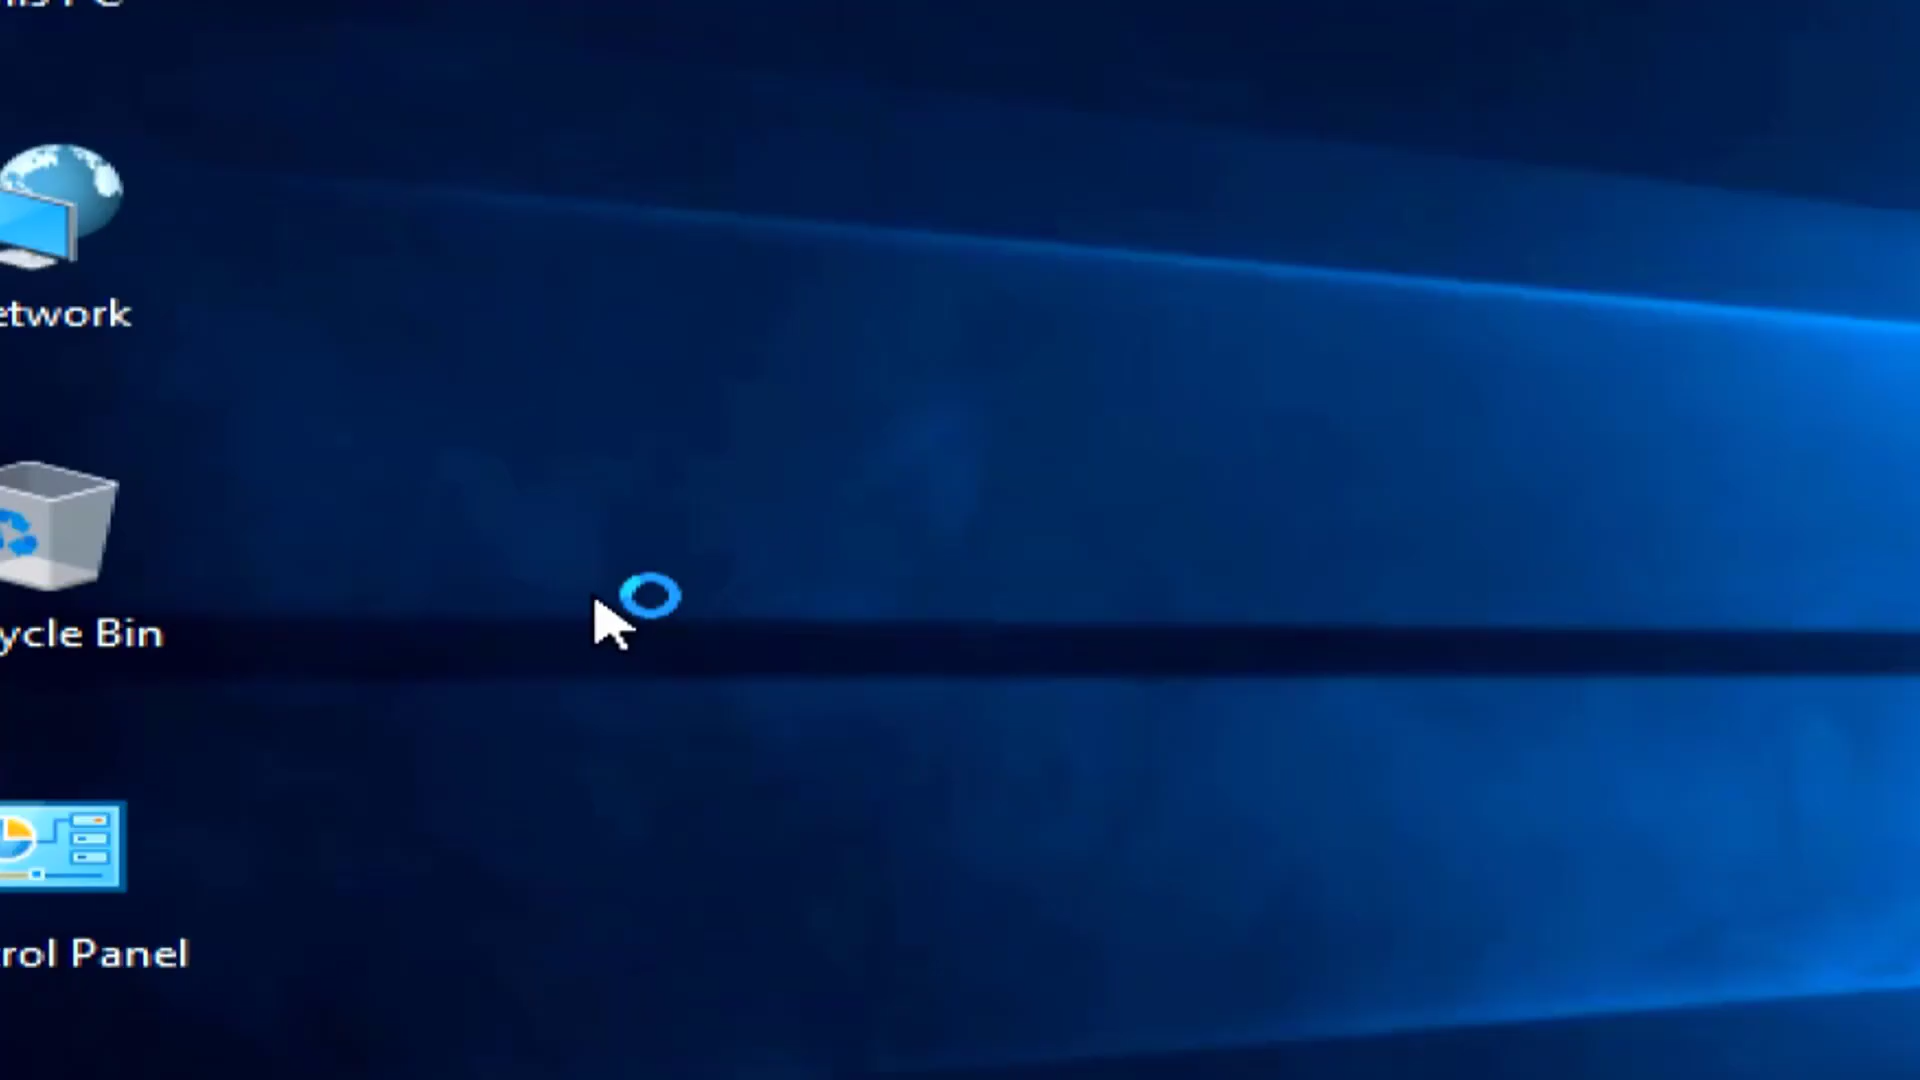 etwork
ycle Bin
rol Panel